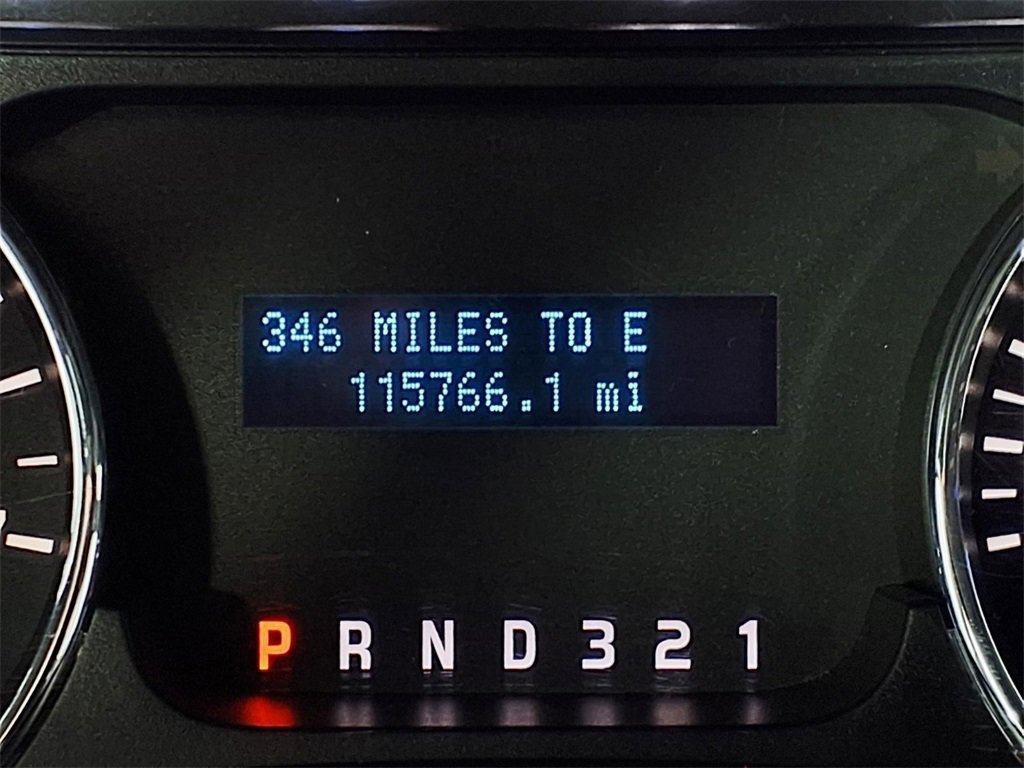 346 MILES TO E
115766.1 mi
P R N D 3 2 1